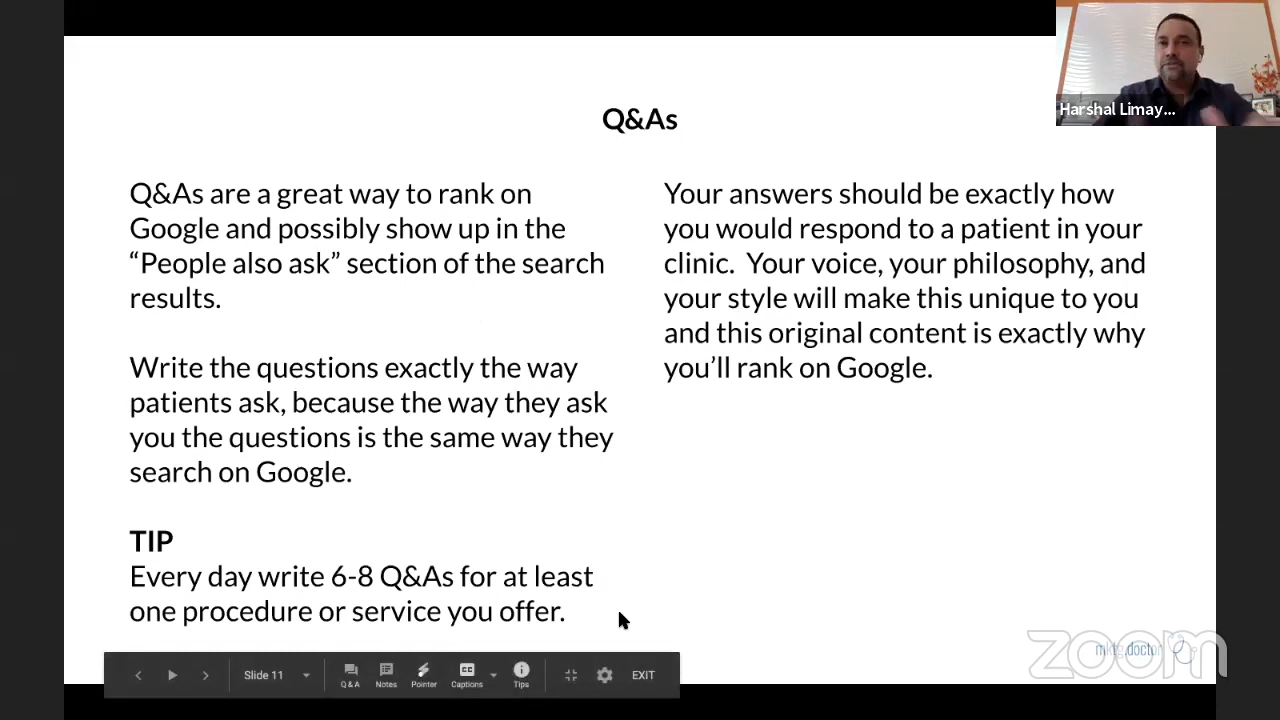 Q&As
Q&As are a great way to rank on
Google and possibly show up in the
“People also ask” section of the search
results.
Write the questions exactly the way
patients ask, because the way they ask
you the questions is the same way they
search on Google.
TIP
Every day write 6-8 Q&As for at least
one procedure or service you offer.
Your answers should be exactly how
you would respond to a patient in your
clinic. Your voice, your philosophy, and
your style will make this unique to you
and this original content is exactly why
you’ll rank on Google.
Harshal Limay...
Slide 11
Q&A
Notes
Pointer
CC
Captions
Tips
EXIT
mktg.doctor
zoom